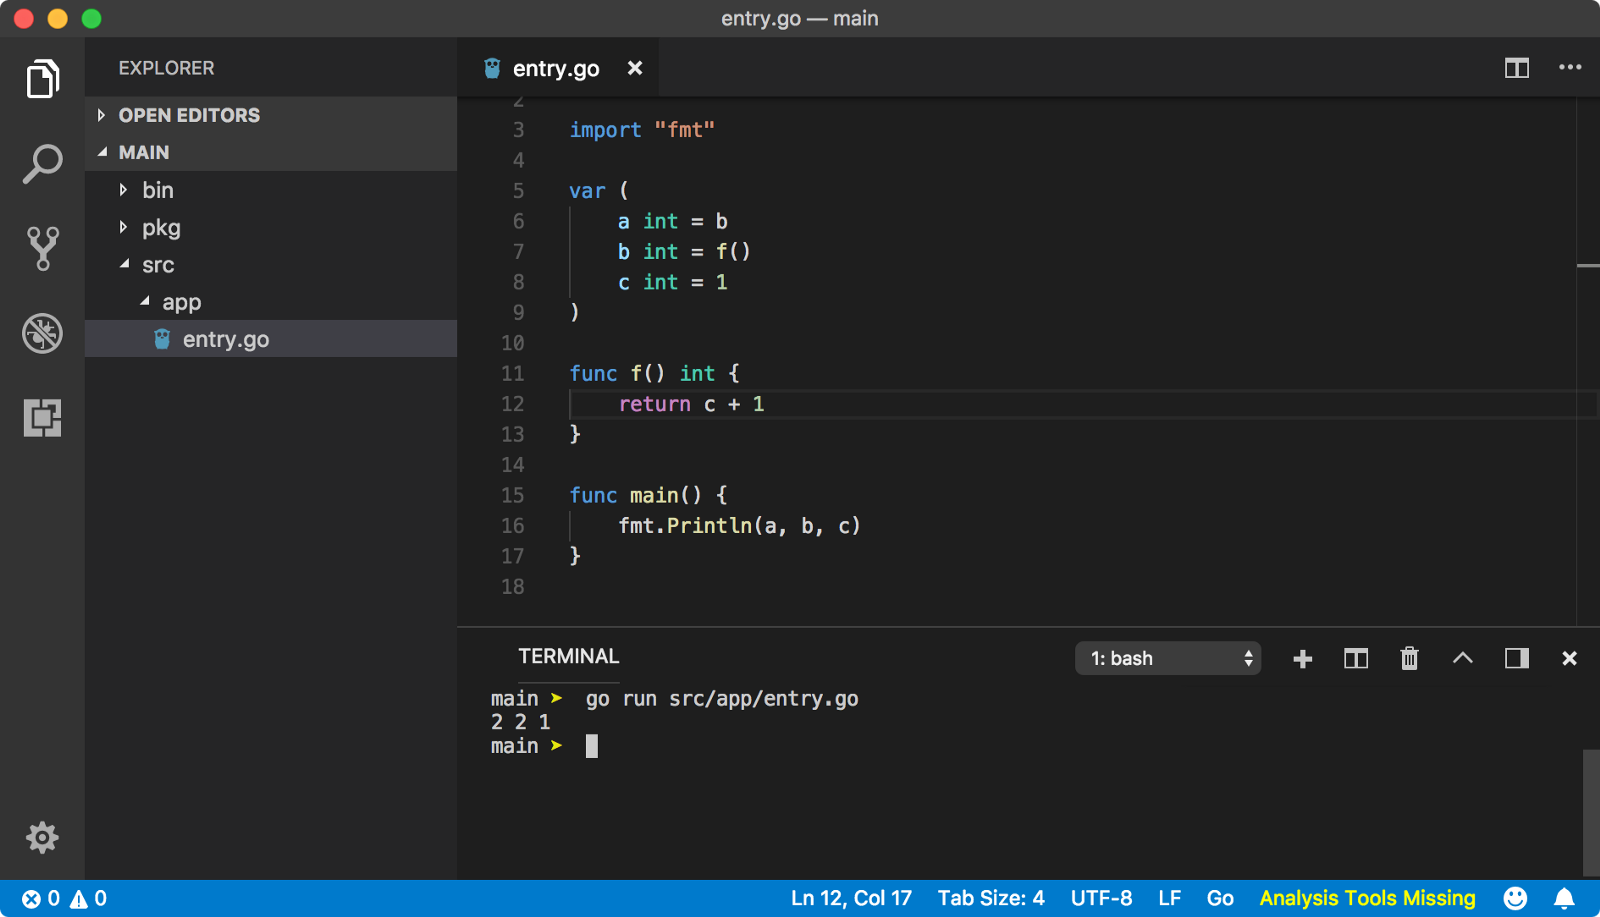 entry.go — main
EXPLORER
OPEN EDITORS
MAIN
bin
pkg
src
app
entry.go
entry.go
2
3 import "fmt"
4
5 var (
6 a int = b
7 b int = f()
8 c int = 1
9 )
10
11 func f() int {
12 return c + 1
13 }
14
15 func main() {
16 fmt.Println(a, b, c)
17 }
18
TERMINAL
1: bash
main ➤ go run src/app/entry.go
2 2 1
main ➤
0 0 Ln 12, Col 17 Tab Size: 4 UTF-8 LF Go Analysis Tools Missing